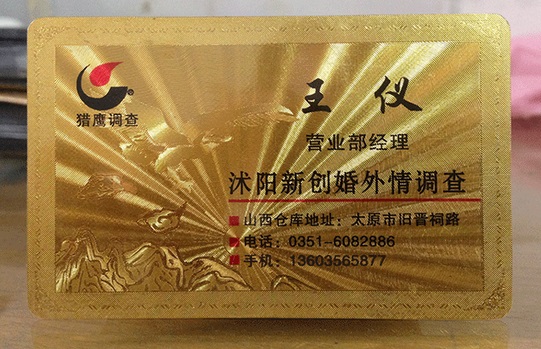 猎鹰调查
王 仪
营业部经理
沭阳新创婚外情调查
山西仓库地址：太原市旧晋祠路
电话：0351-6082886
手机：13603565877